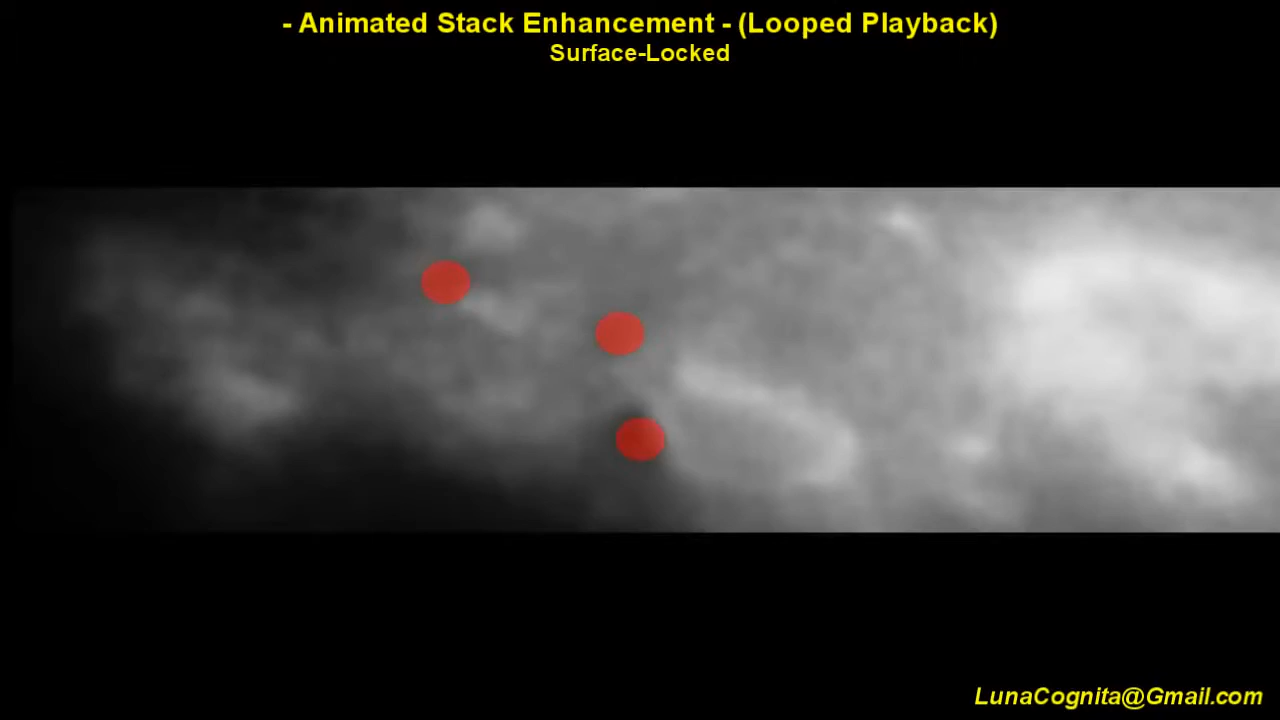 - Animated Stack Enhancement - (Looped Playback)
Surface-Locked
LunaCognita@Gmail.com